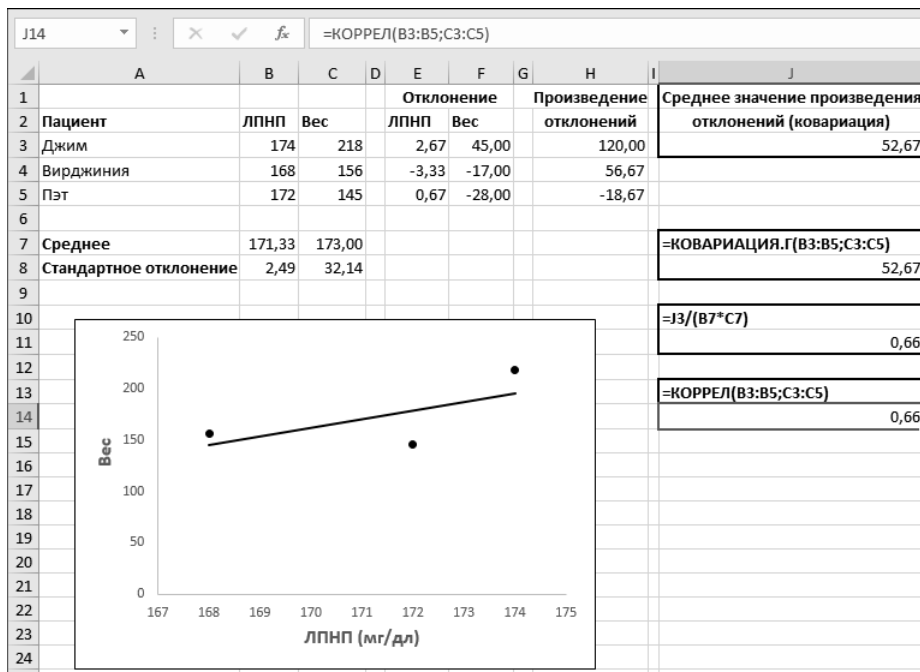 J14 fx =КОРРЕЛ(B3:B5;C3:C5)
A B C D E F G H I J
1 Отклонение Произведение Среднее значение произведения
2 Пациент ЛПНП Вес ЛПНП Вес отклонений отклонений (ковариация)
3 Джим 174 218 2,67 45,00 120,00 52,67
4 Вирджиния 168 156 -3,33 -17,00 56,67
5 Пэт 172 145 0,67 -28,00 -18,67
6
7 Среднее 171,33 173,00 =КОВАРИАЦИЯ.Г(B3:B5;C3:C5)
8 Стандартное отклонение 2,49 32,14 52,67
9
10 =J3/(B7*C7)
11 0,66
12
13 =КОРРЕЛ(B3:B5;C3:C5)
14 0,66
15
16
17
18
19
20
21
22
23
24
250
200
150
100
50
0
Вес
167 168 169 170 171 172 173 174 175
ЛПНП (мг/дл)